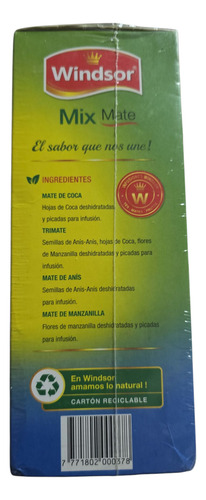 Windsor
Mix Mate
El sabor que nos une!
INGREDIENTES
MATE DE COCA
Hojas de Coca deshidratadas
y picadas para infusión.
TRIMATE
Semillas de Anis-Anis, hojas de Coca, flores
de Manzanilla deshidratadas y picadas para
infusión.
MATE DE ANÍS
Semillas de Anis-Anis deshidratadas
para infusión.
MATE DE MANZANILLA
Flores de manzanilla deshidratadas y picadas
para infusión.
W
En Windsor
amamos lo natural !
CARTÓN RECICLABLE
7 771802 000378